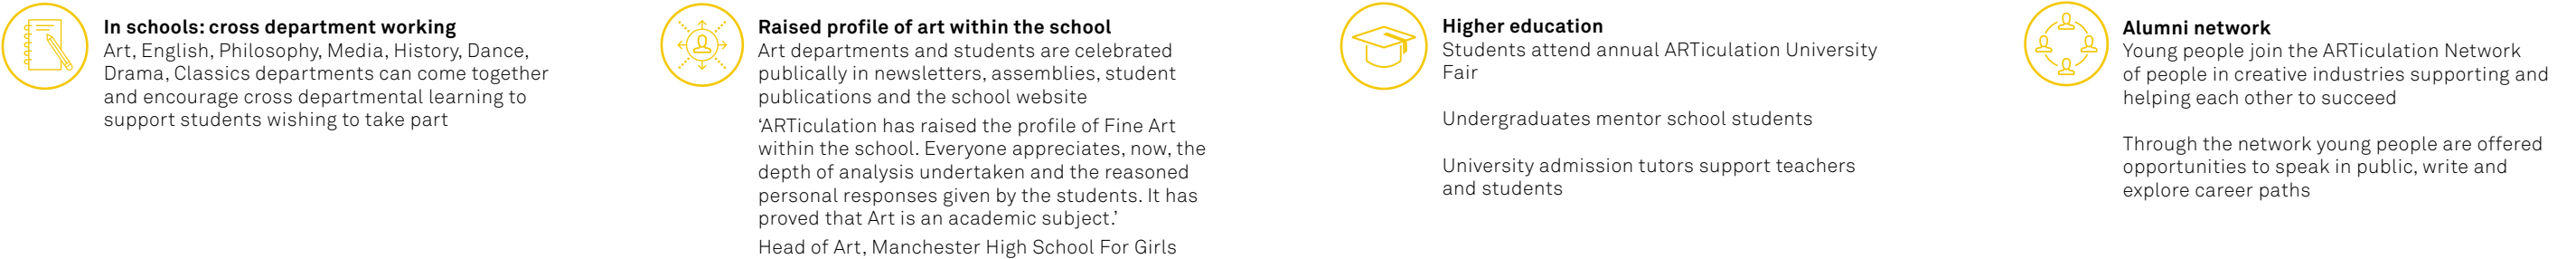 In schools: cross department working
Art, English, Philosophy, Media, History, Dance,
Drama, Classics departments can come together
and encourage cross departmental learning to
support students wishing to take part
Raised profile of art within the school
Art departments and students are celebrated
publically in newsletters, assemblies, student
publications and the school website
‘ARTiculation has raised the profile of Fine Art
within the school. Everyone appreciates, now, the
depth of analysis undertaken and the reasoned
personal responses given by the students. It has
proved that Art is an academic subject.’
Head of Art, Manchester High School For Girls
Higher education
Students attend annual ARTiculation University
Fair
Undergraduates mentor school students
University admission tutors support teachers
and students
Alumni network
Young people join the ARTiculation Network
of people in creative industries supporting and
helping each other to succeed
Through the network young people are offered
opportunities to speak in public, write and
explore career paths